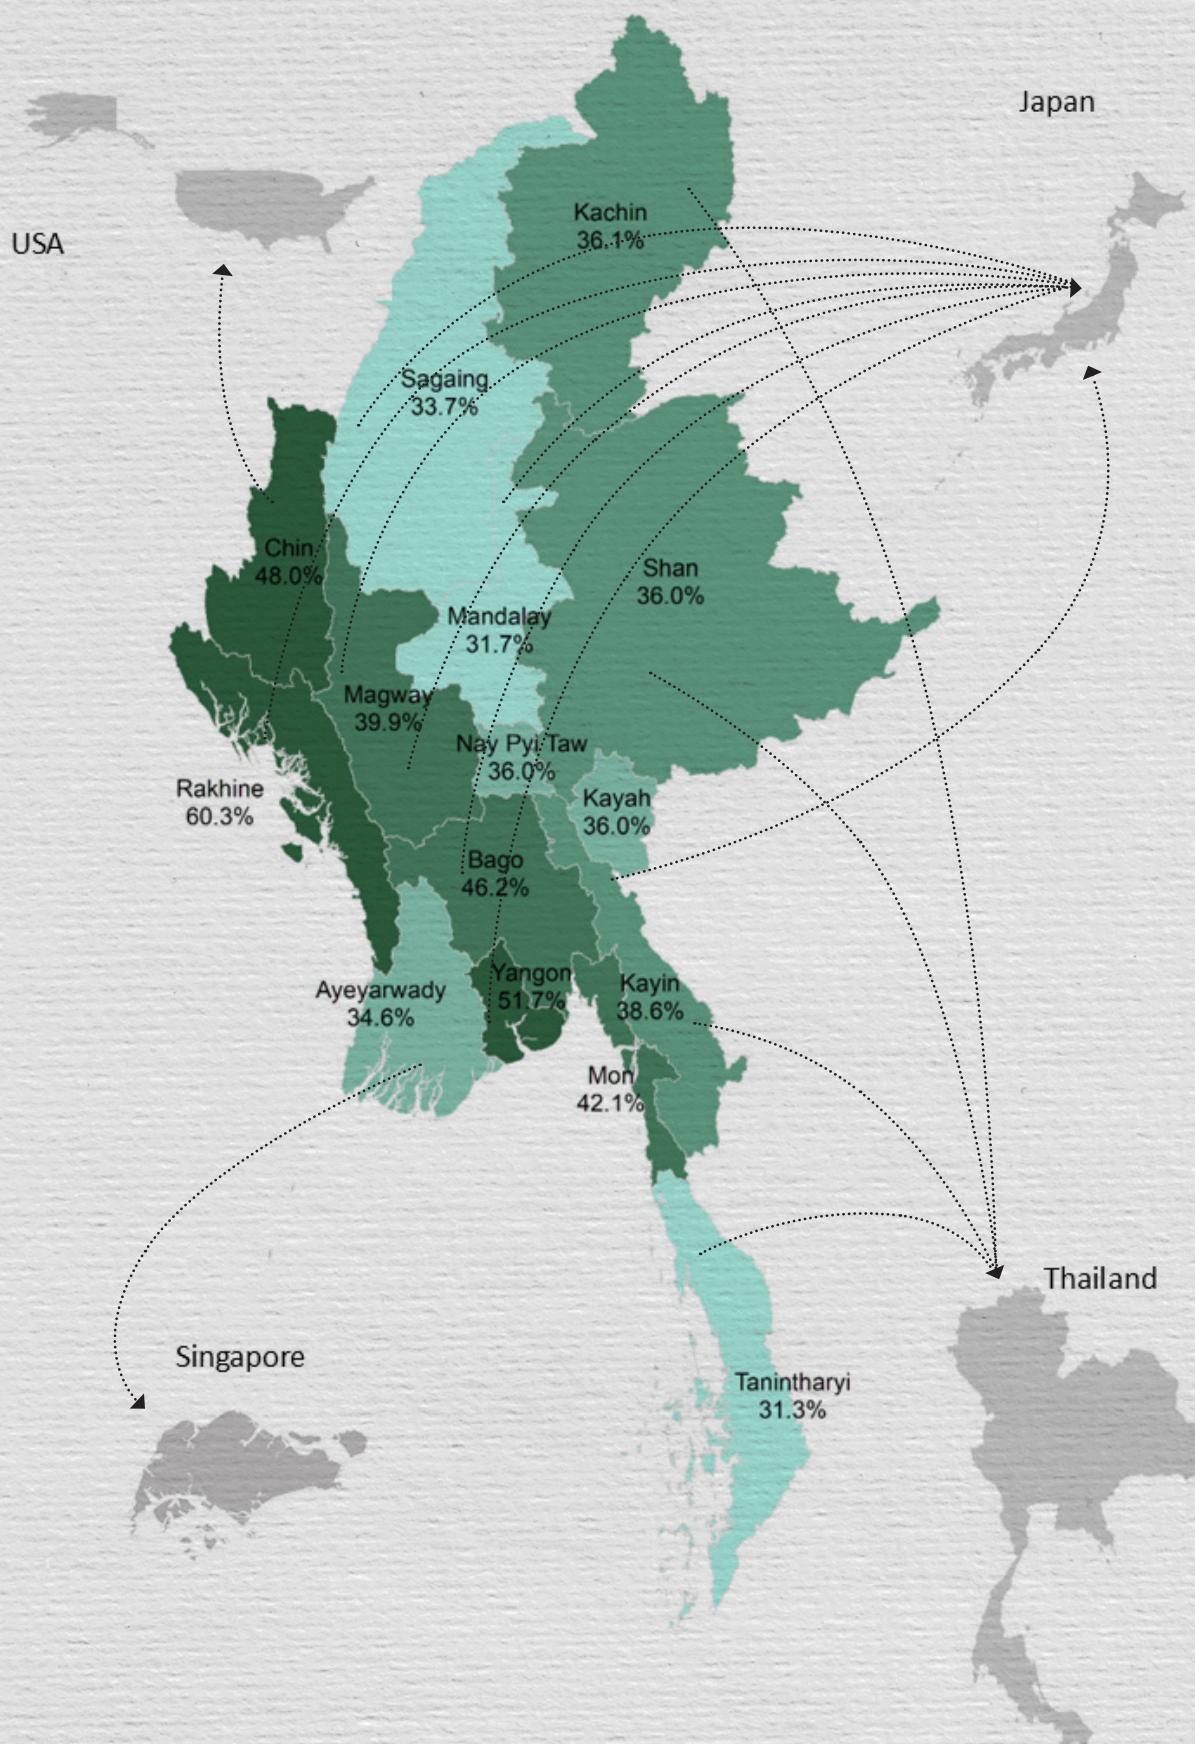 Japan
USA
Kachin
36.1%
Sagaing
33.7%
Chin
48.0%
Shan
36.0%
Mandalay
31.7%
Magway
39.9%
Nay Pyi Taw
36.0%
Rakhine
60.3%
Kayah
36.0%
Bago
46.2%
Yangon
51.7%
Ayeyarwady
34.6%
Kayin
38.6%
Mon
42.1%
Thailand
Singapore
Tanintharyi
31.3%